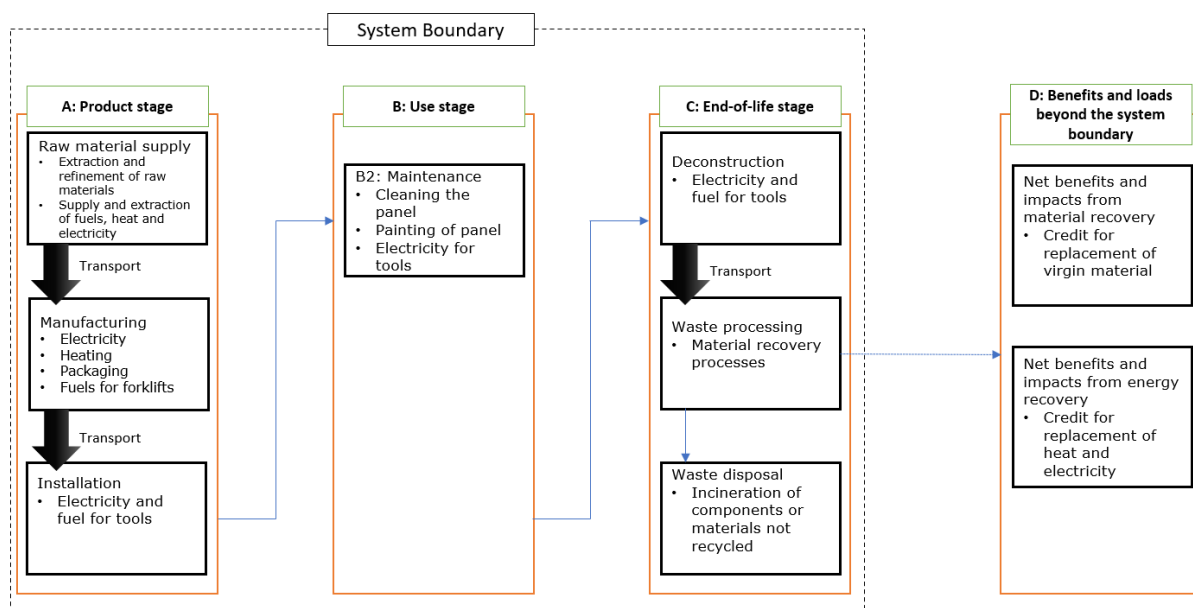 System Boundary
A: Product stage
Raw material supply
• Extraction and
refinement of raw
materials
• Supply and extraction
of fuels, heat and
electricity
Transport
Manufacturing
• Electricity
• Heating
• Packaging
• Fuels for forklifts
Transport
Installation
• Electricity and
fuel for tools
B: Use stage
B2: Maintenance
• Cleaning the
panel
• Painting of panel
• Electricity for
tools
C: End-of-life stage
Deconstruction
• Electricity and
fuel for tools
Transport
Waste processing
• Material recovery
processes
Waste disposal
• Incineration of
components or
materials not
recycled
D: Benefits and loads
beyond the system
boundary
Net benefits and
impacts from
material recovery
• Credit for
replacement of
virgin material
Net benefits and
impacts from energy
recovery
• Credit for
replacement of
heat and
electricity